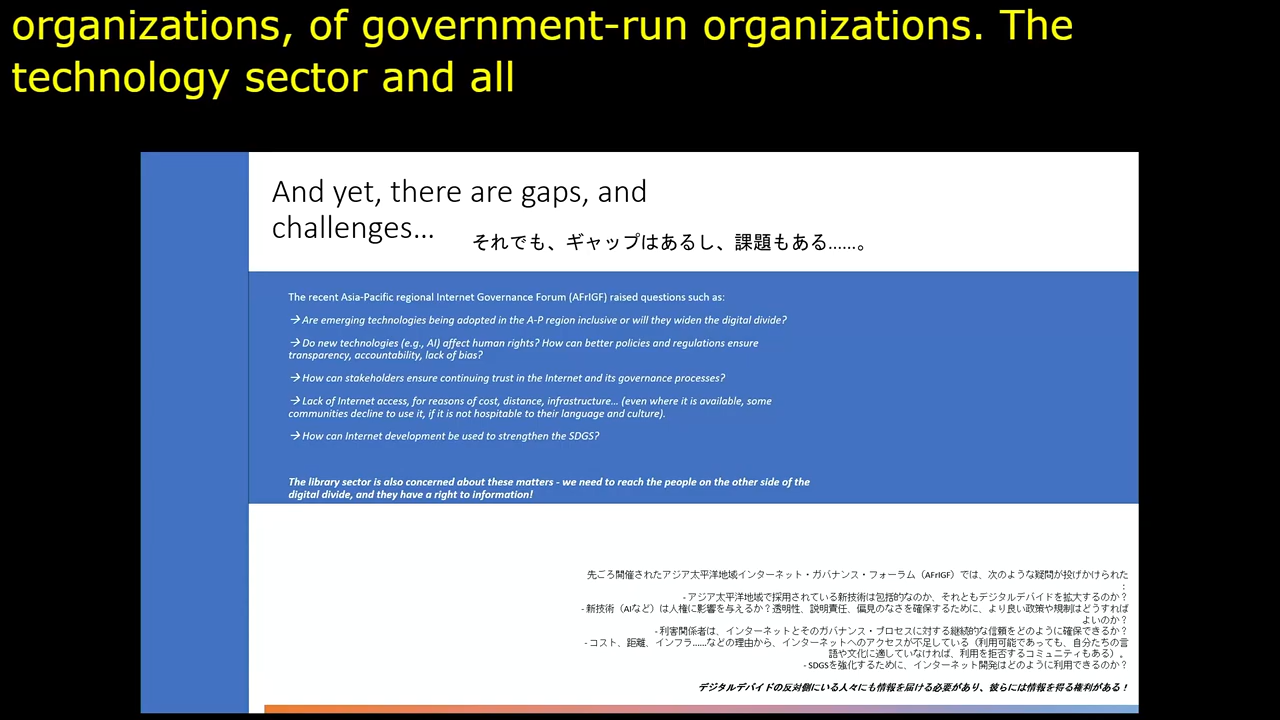 organizations, of government-run organizations. The
technology sector and all
And yet, there are gaps, and
challenges...
それでも、ギャップはあるし、課題もある……。
The recent Asia-Pacific regional Internet Governance Forum (AFrIGF) raised questions such as:
→ Are emerging technologies being adopted in the A-P region inclusive or will they widen the digital divide?
→ Do new technologies (e.g., AI) affect human rights? How can better policies and regulations ensure
transparency, accountability, lack of bias?
→ How can stakeholders ensure continuing trust in the Internet and its governance processes?
→ Lack of Internet access, for reasons of cost, distance, infrastructure... (even where it is available, some
communities decline to use it, if it is not hospitable to their language and culture).
→ How can Internet development be used to strengthen the SDGS?
The library sector is also concerned about these matters - we need to reach the people on the other side of the
digital divide, and they have a right to information!
先ごろ開催されたアジア太平洋地域インターネット・ガバナンス・フォーラム（AFrIGF）では、次のような疑問が投げかけられた
：
- アジア太平洋地域で採用されている新技術は包括的なのか、それともデジタルデバイドを拡大するのか？
- 新技術（AIなど）は人権に影響を与えるか？透明性、説明責任、偏見のなさを確保するために、より良い政策や規制はどうすれば
よいのか？
- 利害関係者は、インターネットとそのガバナンス・プロセスに対する継続的な信頼をどのように確保できるか？
- コスト、距離、インフラ……などの理由から、インターネットへのアクセスが不足している（利用可能であっても、自分たちの言
語や文化に適していなければ、利用を拒否するコミュニティもある）。
- SDGSを強化するために、インターネット開発はどのように利用できるのか？
デジタルデバイドの反対側にいる人々にも情報を届ける必要があり、彼らには情報を得る権利がある！